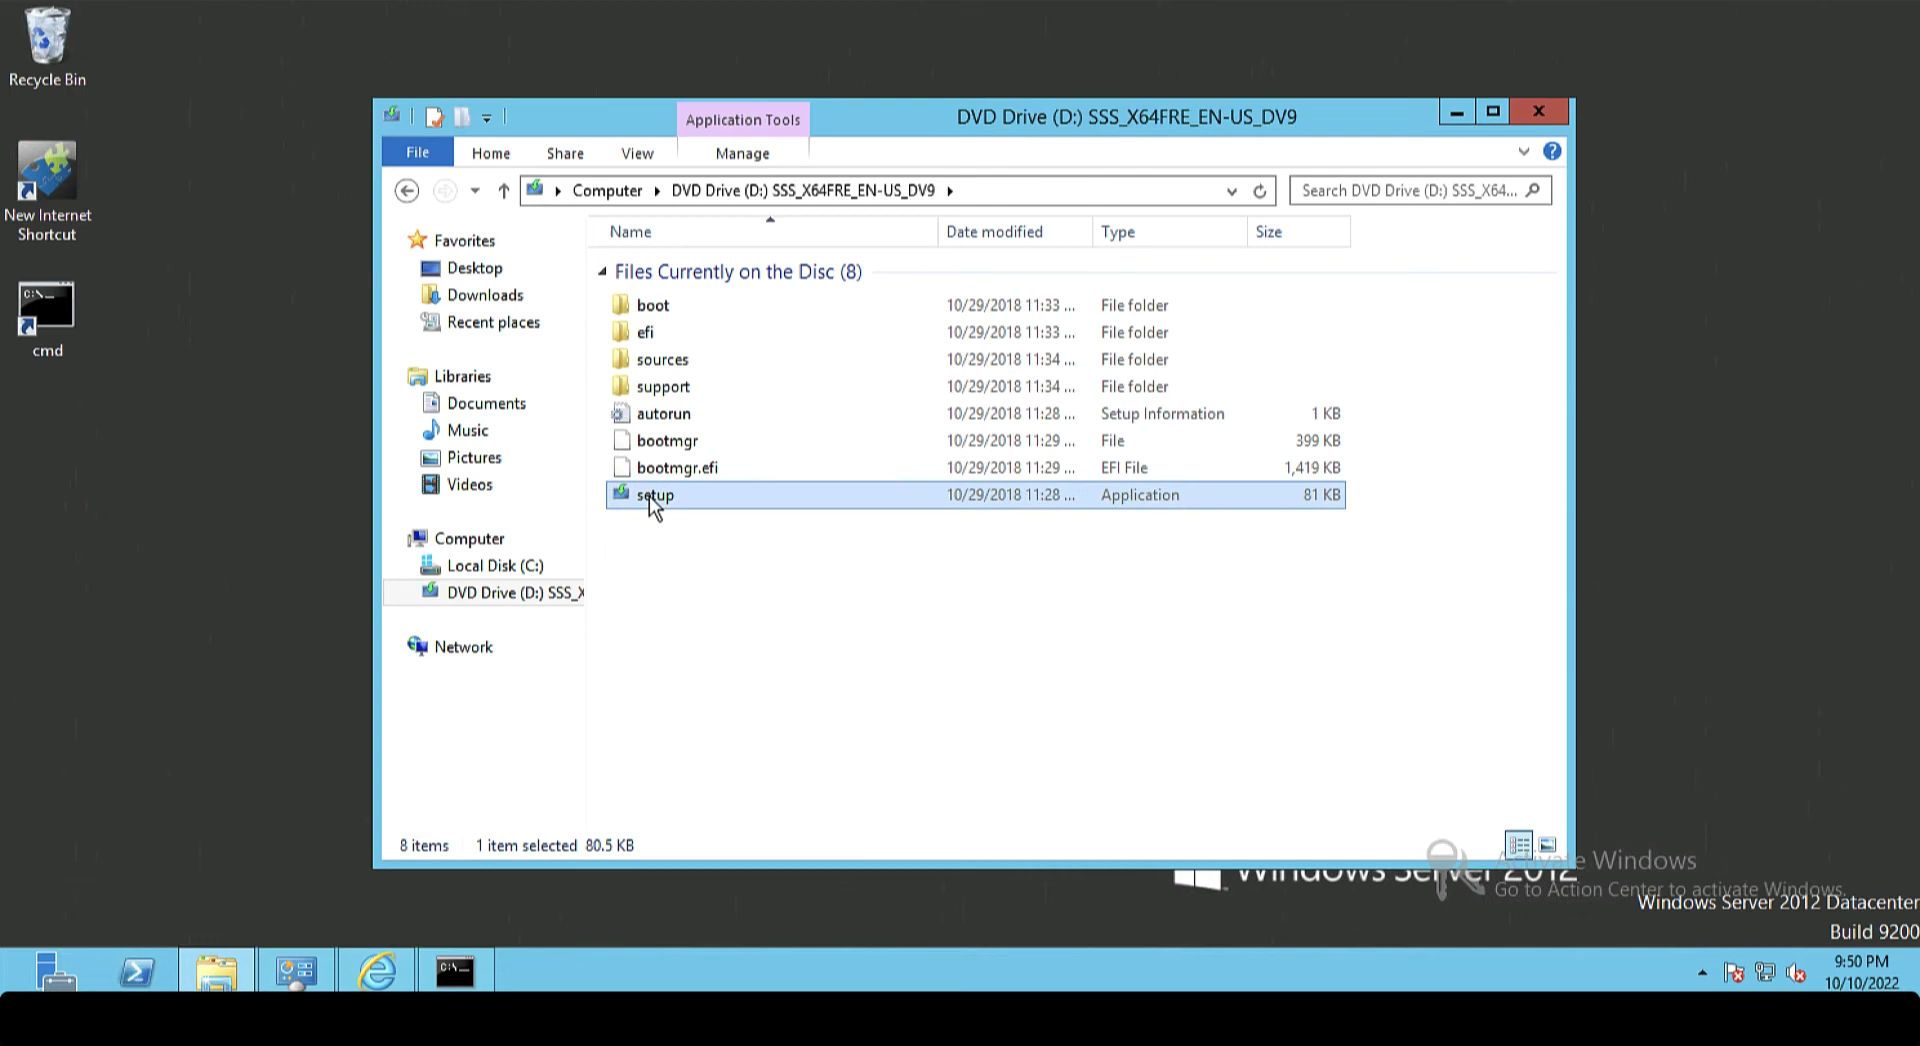 Recycle Bin
New Internet
Shortcut
C:\._
cmd
Application Tools
DVD Drive (D:) SSS_X64FRE_EN-US_DV9
File
Home
Share
View
Manage
Computer
DVD Drive (D:) SSS_X64FRE_EN-US_DV9
Search DVD Drive (D:) SSS_X64...
Name
Date modified
Type
Size
Favorites
Desktop
Downloads
Recent places
Libraries
Documents
Music
Pictures
Videos
Computer
Local Disk (C:)
DVD Drive (D:) SSS_X
Network
Files Currently on the Disc (8)
boot 10/29/2018 11:33 ... File folder
efi 10/29/2018 11:33 ... File folder
sources 10/29/2018 11:34 ... File folder
support 10/29/2018 11:34 ... File folder
autorun 10/29/2018 11:28 ... Setup Information 1 KB
bootmgr 10/29/2018 11:29 ... File 399 KB
bootmgr.efi 10/29/2018 11:29 ... EFI File 1,419 KB
setup 10/29/2018 11:28 ... Application 81 KB
8 items 1 item selected 80.5 KB
Activate Windows
Go to Action Center to activate Windows.
Windows Server 2012
Windows Server 2012 Datacenter
Build 9200
C:\._
9:50 PM
10/10/2022